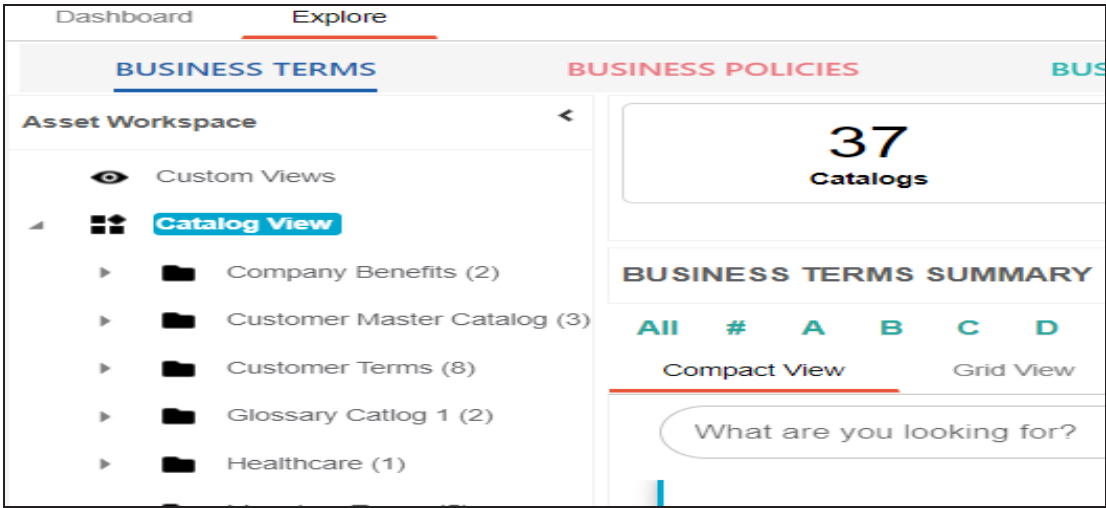 Dashboard Explore
BUSINESS TERMS BUSINESS POLICIES BUS
Asset Workspace <
37
Catalogs
Custom Views
Catalog View
Company Benefits (2)
BUSINESS TERMS SUMMARY
Customer Master Catalog (3)
All # A B C D
Customer Terms (8)
Compact View Grid View
Glossary Catlog 1 (2)
What are you looking for?
Healthcare (1)